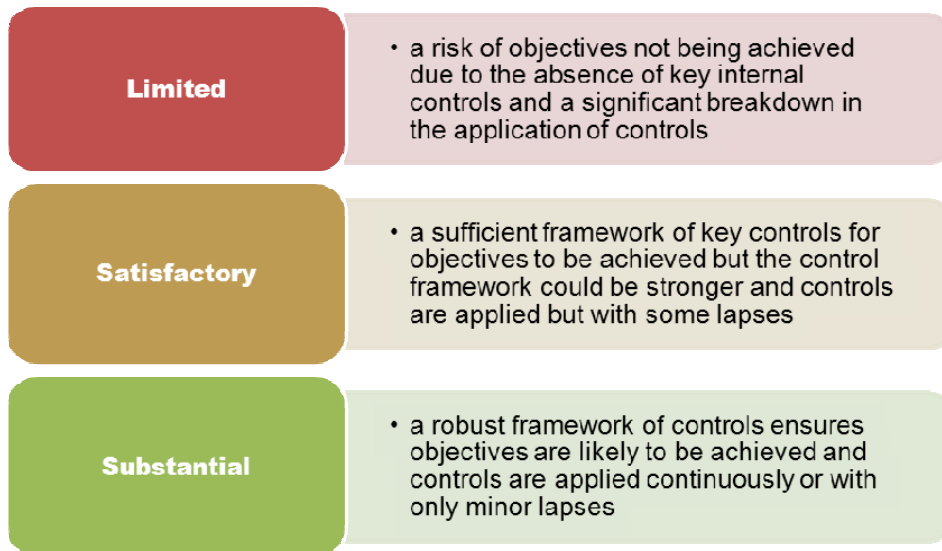 Limited
• a risk of objectives not being achieved
due to the absence of key internal
controls and a significant breakdown in
the application of controls
Satisfactory
• a sufficient framework of key controls for
objectives to be achieved but the control
framework could be stronger and controls
are applied but with some lapses
Substantial
• a robust framework of controls ensures
objectives are likely to be achieved and
controls are applied continuously or with
only minor lapses